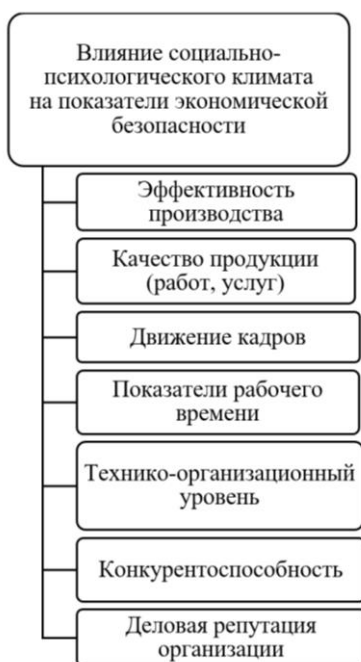 Влияние социально-
психологического климата
на показатели экономической
безопасности
Эффективность
производства
Качество продукции
(работ, услуг)
Движение кадров
Показатели рабочего
времени
Технико-организационный
уровень
Конкурентоспособность
Деловая репутация
организации